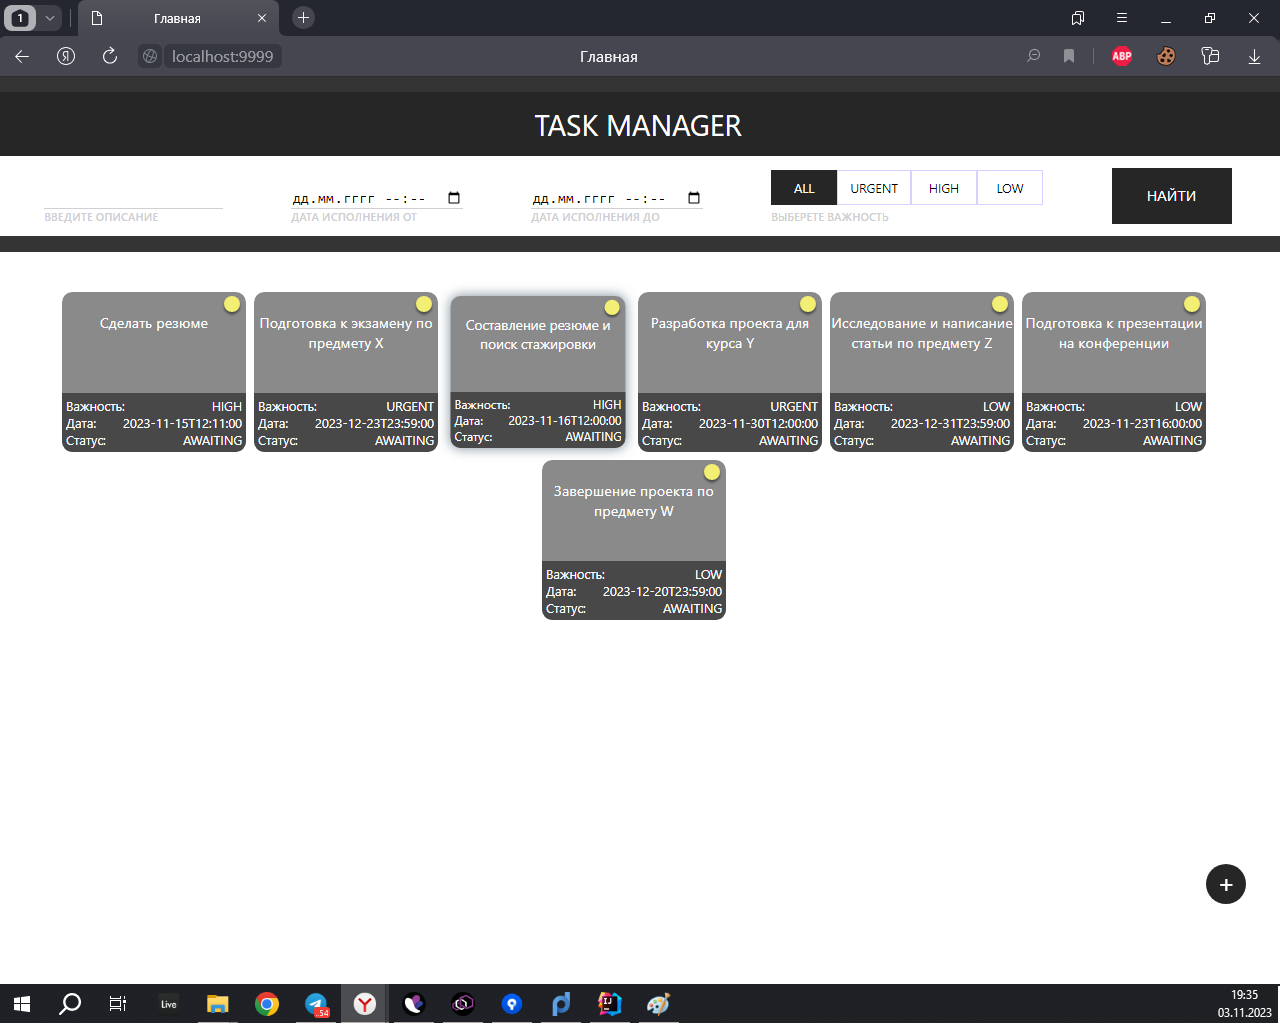 1
Главная
Я
localhost:9999
Главная
ABP
TASK MANAGER
ДД.ММ.ГГГГ --:--
ДД.ММ.ГГГГ --:--
ALL
URGENT
HIGH
LOW
НАЙТИ
ВВЕДИТЕ ОПИСАНИЕ
ДАТА ИСПОЛНЕНИЯ ОТ
ДАТА ИСПОЛНЕНИЯ ДО
ВЫБЕРЕТЕ ВАЖНОСТЬ
Сделать резюме
Важность: HIGH
Дата: 2023-11-15T12:11:00
Статус: AWAITING
Подготовка к экзамену по
предмету X
Важность: URGENT
Дата: 2023-12-23T23:59:00
Статус: AWAITING
Составление резюме и
поиск стажировки
Важность: HIGH
Дата: 2023-11-16T12:00:00
Статус: AWAITING
Разработка проекта для
курса Y
Важность: URGENT
Дата: 2023-11-30T12:00:00
Статус: AWAITING
Исследование и написание
статьи по предмету Z
Важность: LOW
Дата: 2023-12-31T23:59:00
Статус: AWAITING
Подготовка к презентации
на конференции
Важность: LOW
Дата: 2023-11-23T16:00:00
Статус: AWAITING
Завершение проекта по
предмету W
Важность: LOW
Дата: 2023-12-20T23:59:00
Статус: AWAITING
+
Live
54
Y
IJ
19:35
03.11.2023